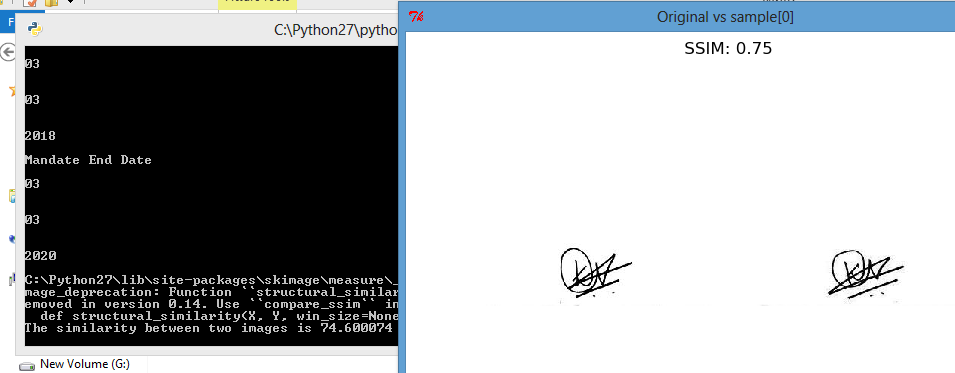 F
C:\Python27\pytho
Original vs sample[0]
SSIM: 0.75
03
03
2018
Mandate End Date
03
03
2020
C:\Python27\lib\site-packages\skimage\measure\_
mage_deprecation: Function ``structural_similar
emoved in version 0.14. Use ``compare_ssim`` in
def structural_similarity(X, Y, win_size=None
The similarity between two images is 74.600074
New Volume (G:)